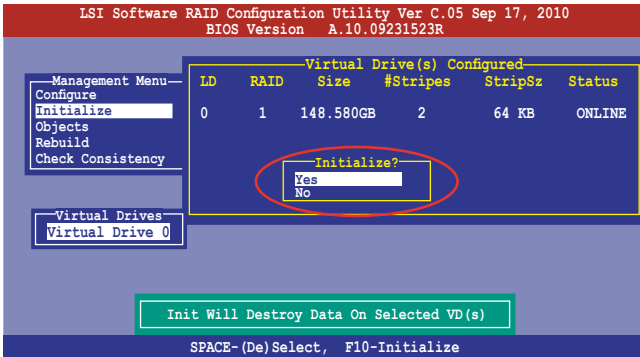 LSI Software RAID Configuration Utility Ver C.05 Sep 17, 2010
BIOS Version A.10.09231523R
Virtual Drive(s) Configured
LD RAID Size #Stripes StripSz Status
0 1 148.580GB 2 64 KB ONLINE
Management Menu
Configure
Initialize
Objects
Rebuild
Check Consistency
Initialize?
Yes
No
Virtual Drives
Virtual Drive 0
Init Will Destroy Data On Selected VD(s)
SPACE-(De)Select, F10-Initialize